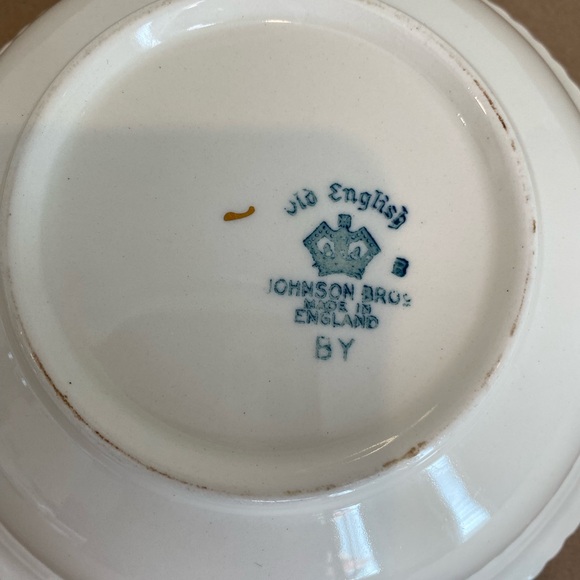 Old English
B
JOHNSON BROS
MADE IN
ENGLAND
BY